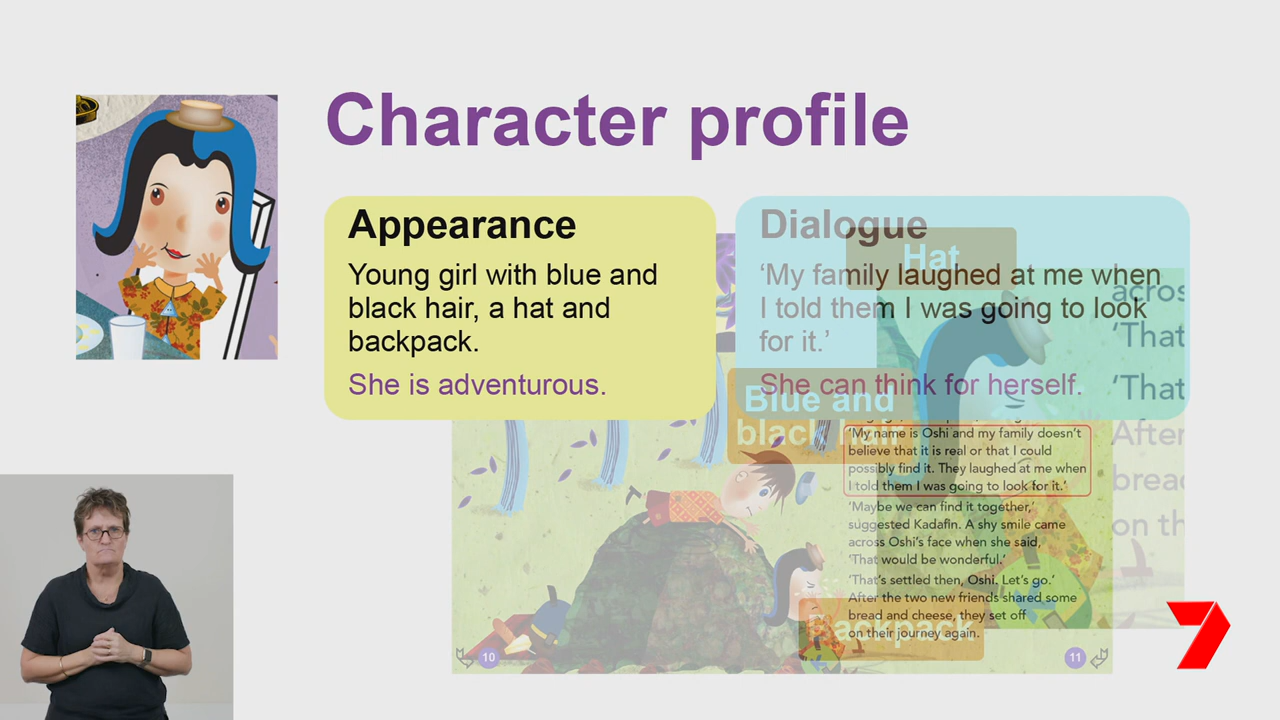 Character profile
Appearance
Young girl with blue and
black hair, a hat and
backpack.
She is adventurous.
Dialogue
‘My family laughed at me when
I told them I was going to look
for it.’
She can think for herself.
Hat
Blue and
black hair
Backpack
‘My name is Oshi and my family doesn’t
believe that it is real or that I could
possibly find it. They laughed at me when
I told them I was going to look for it.’
‘Maybe we can find it together,’
suggested Kadafin. A shy smile came
across Oshi’s face when she said,
‘That would be wonderful.’
‘That’s settled then, Oshi. Let’s go.’
After the two new friends shared some
bread and cheese, they set off
on their journey again.
10
11
‘That
‘That
After
on th
7